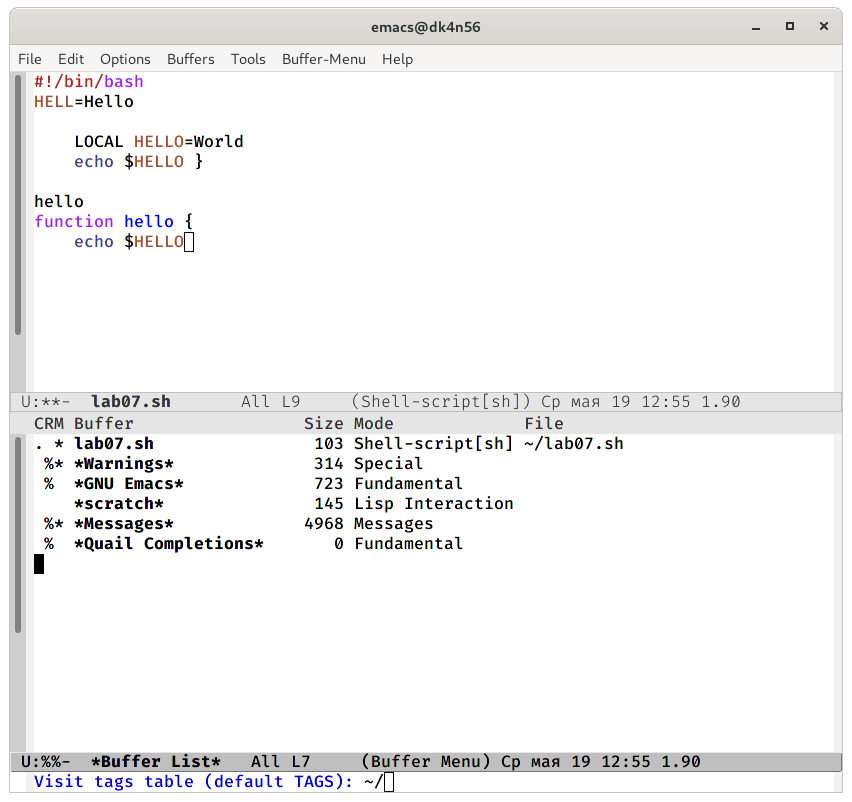 emacs@dk4n56
File Edit Options Buffers Tools Buffer-Menu Help
#!/bin/bash
HELL=Hello
    LOCAL HELLO=World
    echo $HELLO }
hello
function hello {
    echo $HELLO
U:**-  lab07.sh       All L9     (Shell-script[sh]) Ср мая 19 12:55 1.90
CRM Buffer                 Size Mode             File
. * lab07.sh                103 Shell-script[sh] ~/lab07.sh
 %* *Warnings*              314 Special
 %  *GNU Emacs*             723 Fundamental
    *scratch*               145 Lisp Interaction
 %* *Messages*             4968 Messages
 %  *Quail Completions*       0 Fundamental
U:%%-  *Buffer List*   All L7     (Buffer Menu) Ср мая 19 12:55 1.90
Visit tags table (default TAGS): ~/